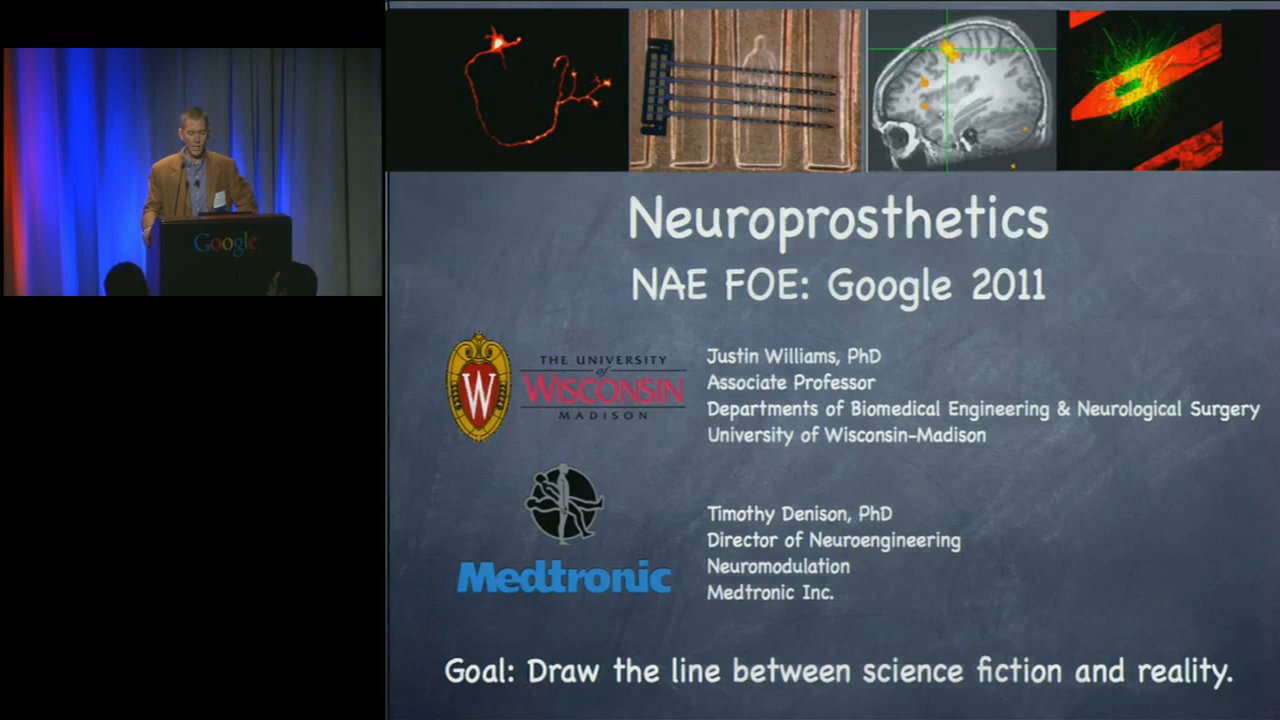 Google
Neuroprosthetics
NAE FOE: Google 2011
THE UNIVERSITY
of
WISCONSIN
MADISON
W
Justin Williams, PhD
Associate Professor
Departments of Biomedical Engineering & Neurological Surgery
University of Wisconsin-Madison
Medtronic
Timothy Denison, PhD
Director of Neuroengineering
Neuromodulation
Medtronic Inc.
Goal: Draw the line between science fiction and reality.